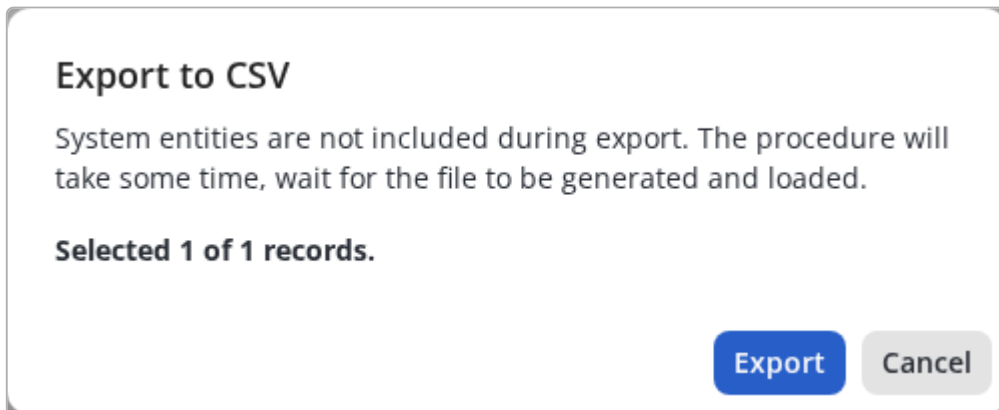 Export to CSV
System entities are not included during export. The procedure will
take some time, wait for the file to be generated and loaded.
Selected 1 of 1 records.
Export
Cancel